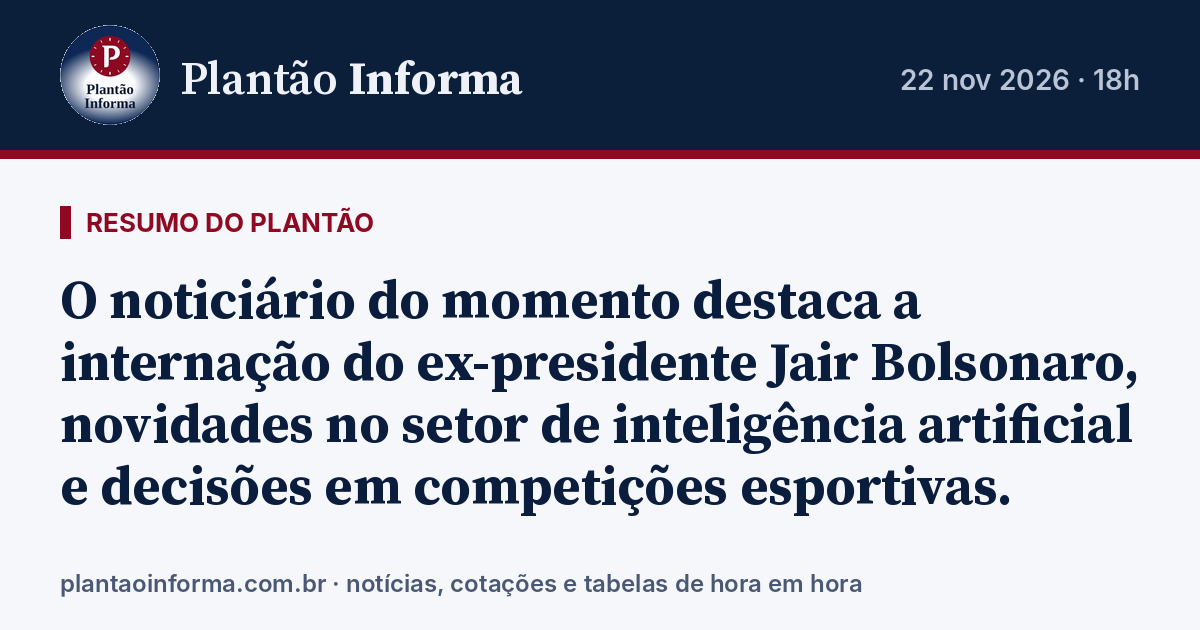 P
Plantão
Informa
Plantão Informa
22 nov 2026 · 18h
RESUMO DO PLANTÃO
O noticiário do momento destaca a
internação do ex-presidente Jair Bolsonaro,
novidades no setor de inteligência artificial
e decisões em competições esportivas.
plantaoinforma.com.br · notícias, cotações e tabelas de hora em hora